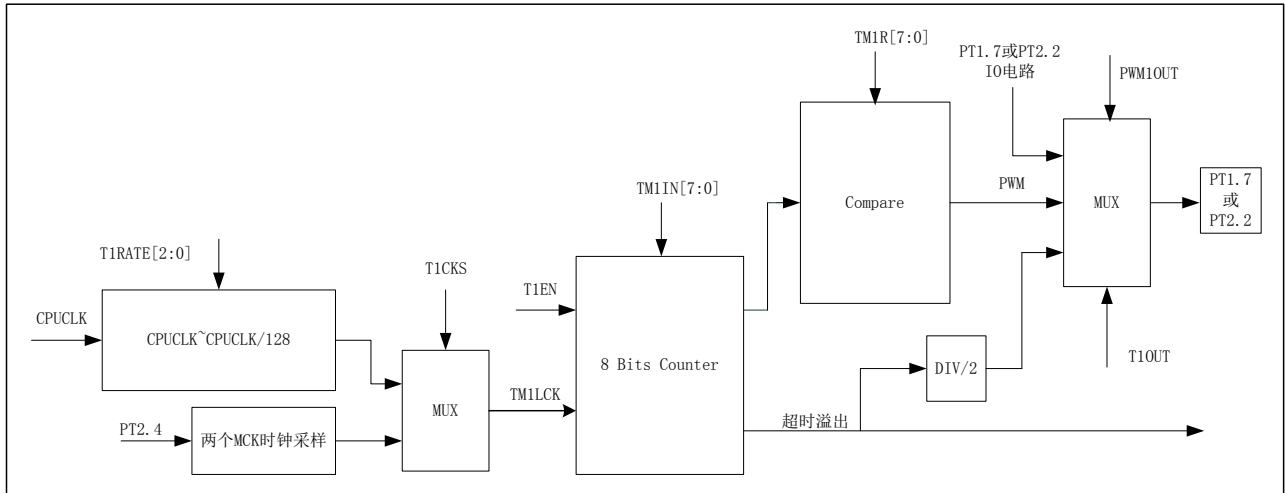 TM1R[7:0]
PT1.7或PT2.2
IO电路
PWM1OUT
TM1IN[7:0]
PWM
Compare
MUX
PT1.7
或
PT2.2
T1RATE[2:0]
T1CKS
T1EN
CPUCLK
CPUCLK~CPUCLK/128
8 Bits Counter
DIV/2
T1OUT
TM1LCK
MUX
PT2.4
两个MCK时钟采样
超时溢出